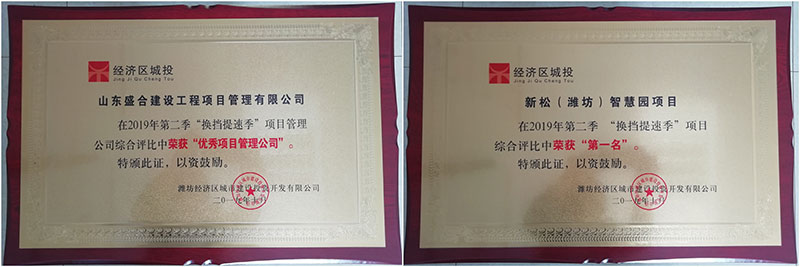 经济区城投
Jing Ji Qu Cheng Tou
山东盛合建设工程项目管理有限公司
在2019年第二季“换挡提速季”项目管理
公司综合评比中荣获“优秀项目管理公司”。
特颁此证，以资鼓励。
潍坊经济区城市建设投资开发有限公司
经济区城投
Jing Ji Qu Cheng Tou
新松（潍坊）智慧园项目
在2019年第二季 “换挡提速季”项目
综合评比中荣获“第一名”。
特颁此证，以资鼓励。
潍坊经济区城市建设投资开发有限公司